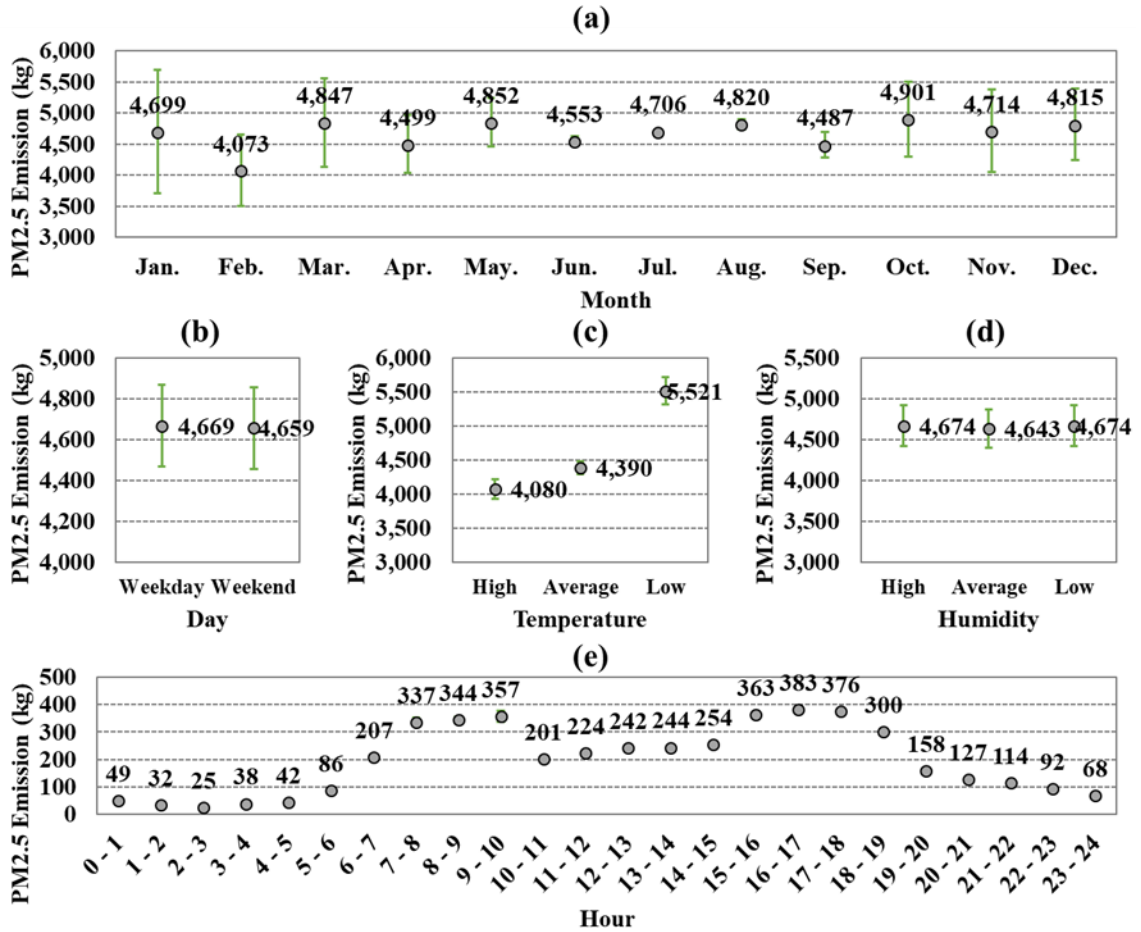 (a)
PM2.5 Emission (kg)
6,000
5,500
5,000
4,500
4,000
3,500
3,000
4,699
4,073
4,847
4,499
4,852
4,553
4,706
4,820
4,487
4,901
4,714
4,815
Jan. Feb. Mar. Apr. May. Jun. Jul. Aug. Sep. Oct. Nov. Dec.
Month
(b)
PM2.5 Emission (kg)
5,000
4,800
4,600
4,400
4,200
4,000
4,669
4,659
Weekday Weekend
Day
(c)
PM2.5 Emission (kg)
6,000
5,500
5,000
4,500
4,000
3,500
3,000
4,080
4,390
5,521
High Average Low
Temperature
(d)
PM2.5 Emission (kg)
5,500
5,000
4,500
4,000
3,500
3,000
4,674
4,643
4,674
High Average Low
Humidity
(e)
PM2.5 Emission (kg)
500
400
300
200
100
0
49
32
25
38
42
86
207
337
344
357
201
224
242
244
254
363
383
376
300
158
127
114
92
68
0 - 1
1 - 2
2 - 3
3 - 4
4 - 5
5 - 6
6 - 7
7 - 8
8 - 9
9 - 10
10 - 11
11 - 12
12 - 13
13 - 14
14 - 15
15 - 16
16 - 17
17 - 18
18 - 19
19 - 20
20 - 21
21 - 22
22 - 23
23 - 24
Hour